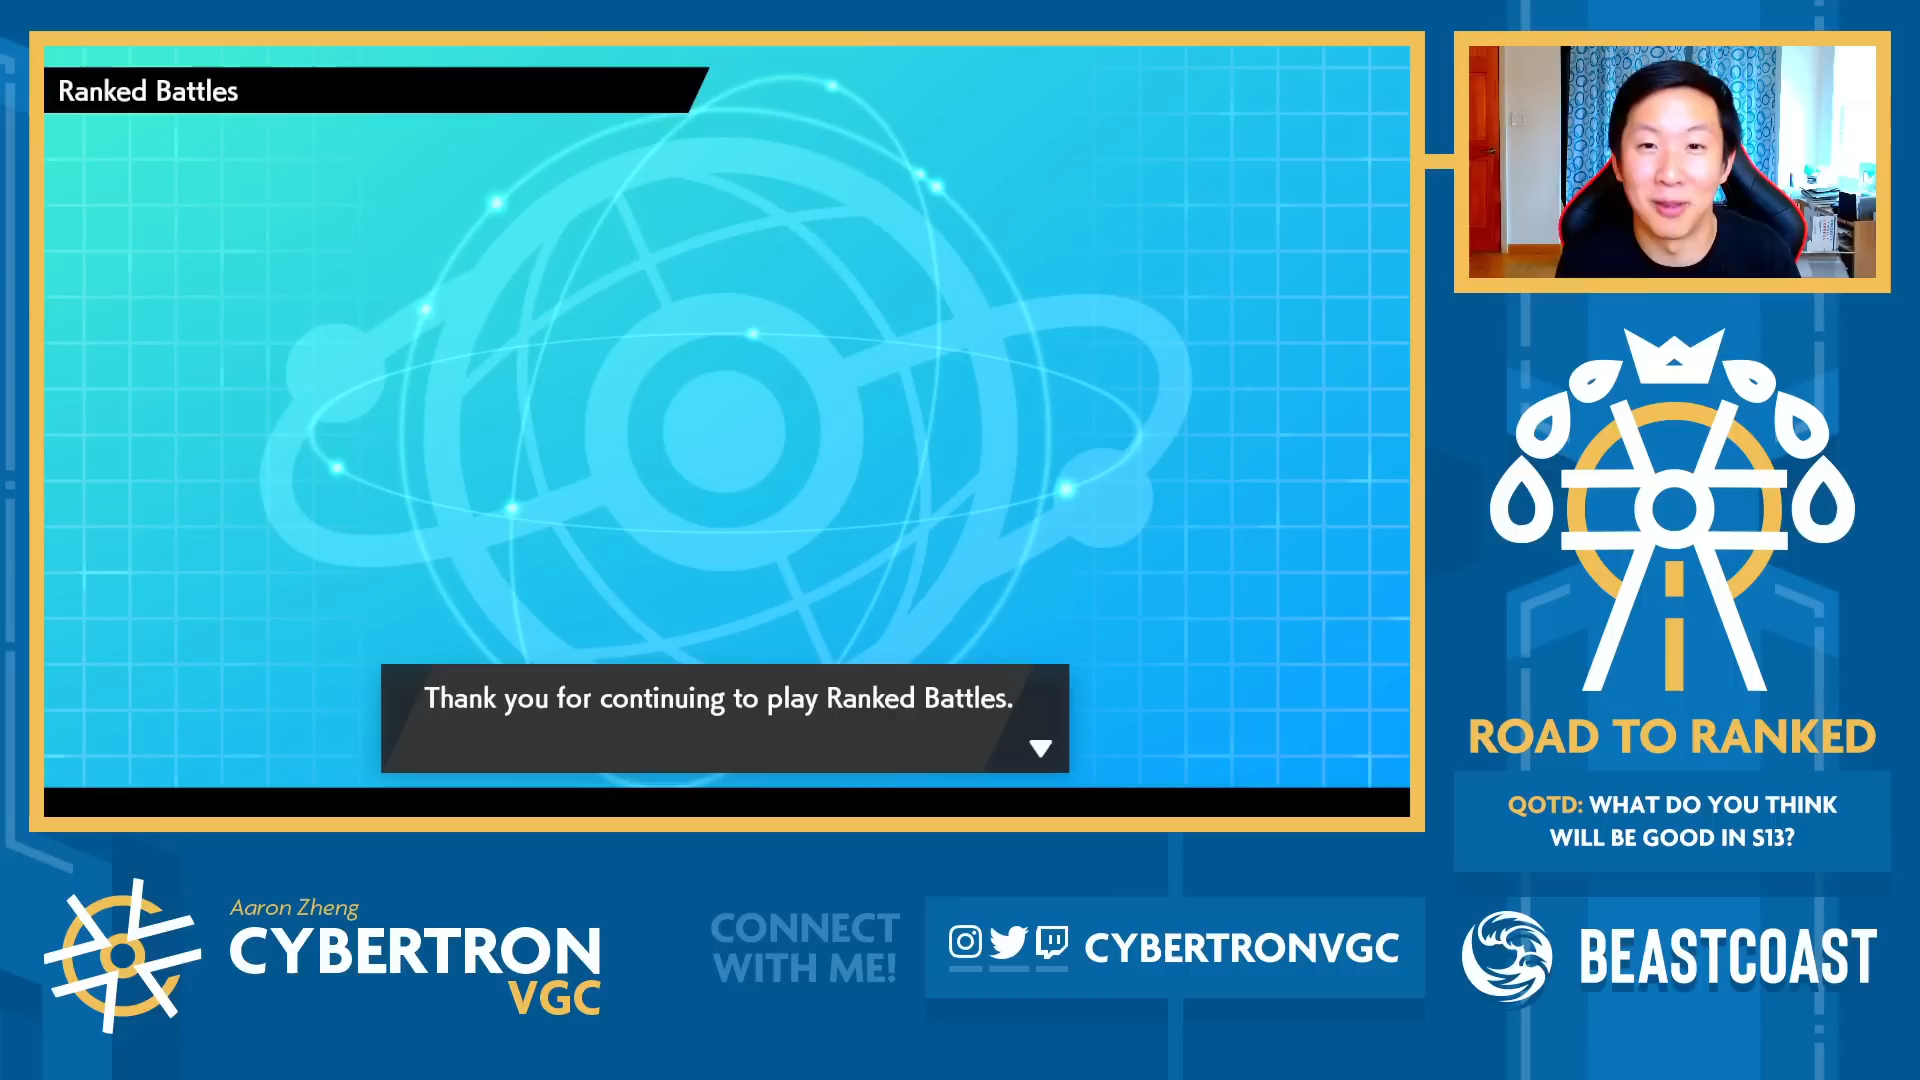 Ranked Battles
Thank you for continuing to play Ranked Battles.
ROAD TO RANKED
QOTD: WHAT DO YOU THINK
WILL BE GOOD IN S13?
Aaron Zheng
CYBERTRON
VGC
CONNECT
WITH ME!
CYBERTRONVGC
BEASTCOAST